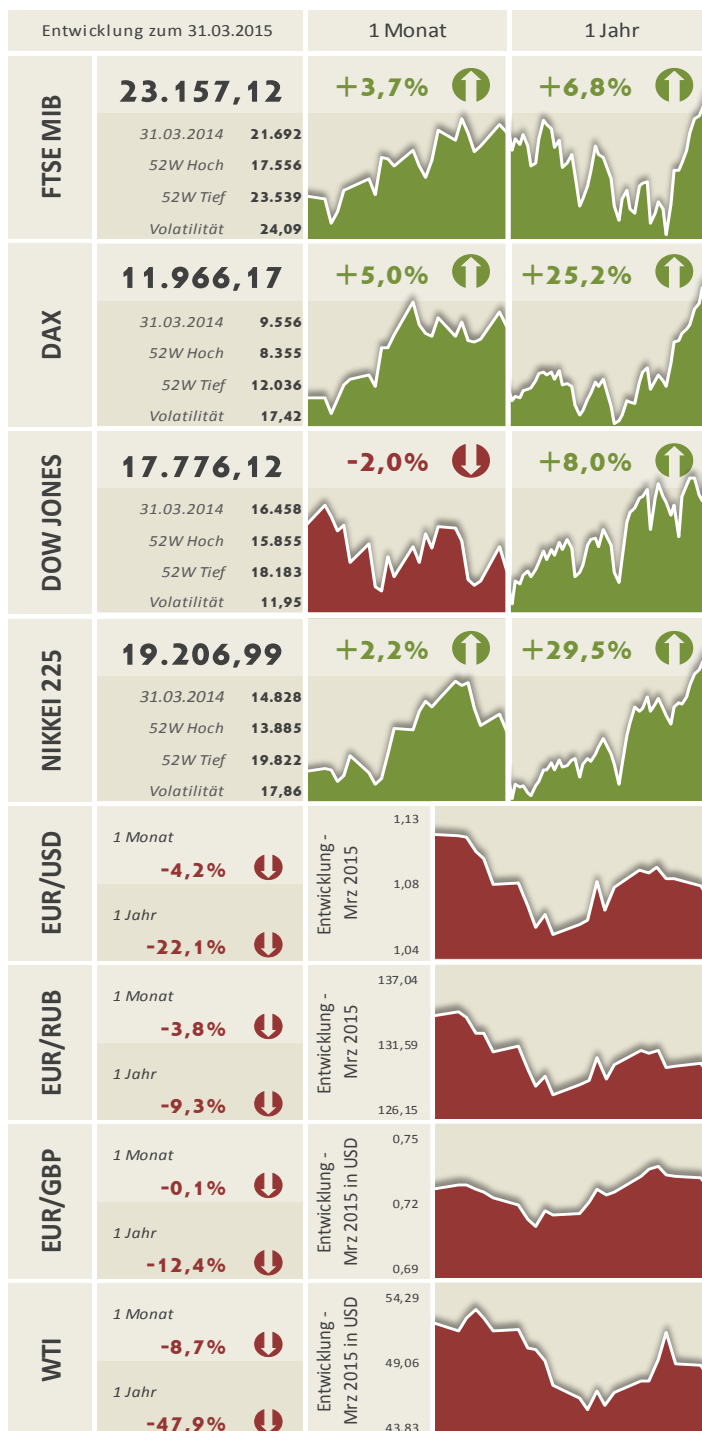 Entwicklung zum 31.03.2015
1 Monat
1 Jahr
FTSE MIB
23.157,12
+3,7%
+6,8%
31.03.2014 21.692
52W Hoch 17.556
52W Tief 23.539
Volatilität 24,09
DAX
11.966,17
+5,0%
+25,2%
31.03.2014 9.556
52W Hoch 8.355
52W Tief 12.036
Volatilität 17,42
DOW JONES
17.776,12
-2,0%
+8,0%
31.03.2014 16.458
52W Hoch 15.855
52W Tief 18.183
Volatilität 11,95
NIKKEI 225
19.206,99
+2,2%
+29,5%
31.03.2014 14.828
52W Hoch 13.885
52W Tief 19.822
Volatilität 17,86
EUR/USD
1 Monat
-4,2%
1 Jahr
-22,1%
Entwicklung -
Mrz 2015
1,13
1,08
1,04
EUR/RUB
1 Monat
-3,8%
1 Jahr
-9,3%
Entwicklung -
Mrz 2015
137,04
131,59
126,15
EUR/GBP
1 Monat
-0,1%
1 Jahr
-12,4%
Entwicklung -
Mrz 2015 in USD
0,75
0,72
0,69
WTI
1 Monat
-8,7%
1 Jahr
-47,9%
Entwicklung -
Mrz 2015 in USD
54,29
49,06
43,83